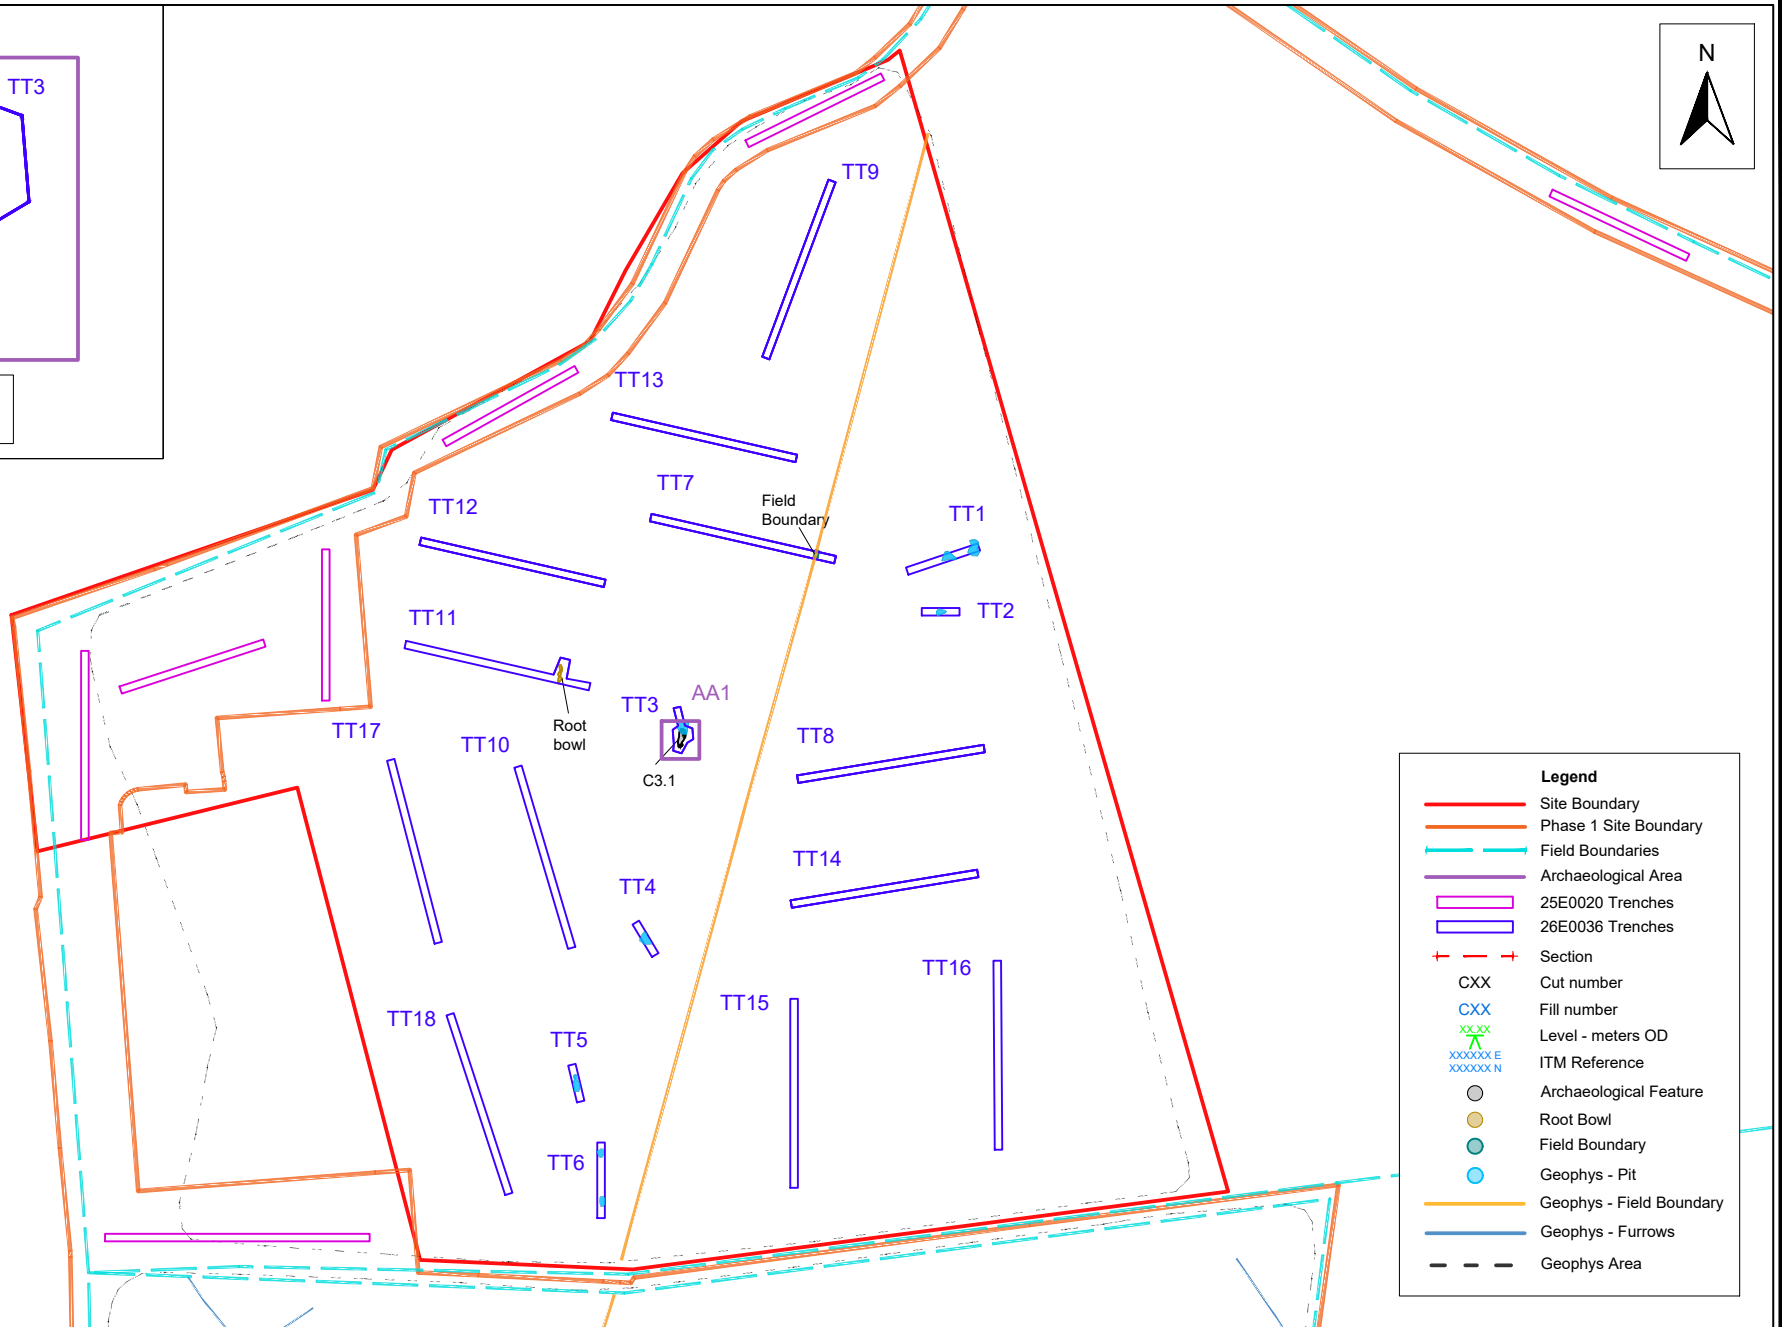 TT3
N
TT9
TT13
TT7
Field
Boundary
TT12
TT1
TT2
TT11
TT3
AA1
Root
bowl
C3.1
TT17
TT10
TT8
TT14
TT4
TT16
TT15
TT18
TT5
TT6
Legend
Site Boundary
Phase 1 Site Boundary
Field Boundaries
Archaeological Area
25E0020 Trenches
26E0036 Trenches
Section
CXX Cut number
CXX Fill number
XX.XX Level - meters OD
XXXXXX E
XXXXXX N ITM Reference
Archaeological Feature
Root Bowl
Field Boundary
Geophys - Pit
Geophys - Field Boundary
Geophys - Furrows
Geophys Area